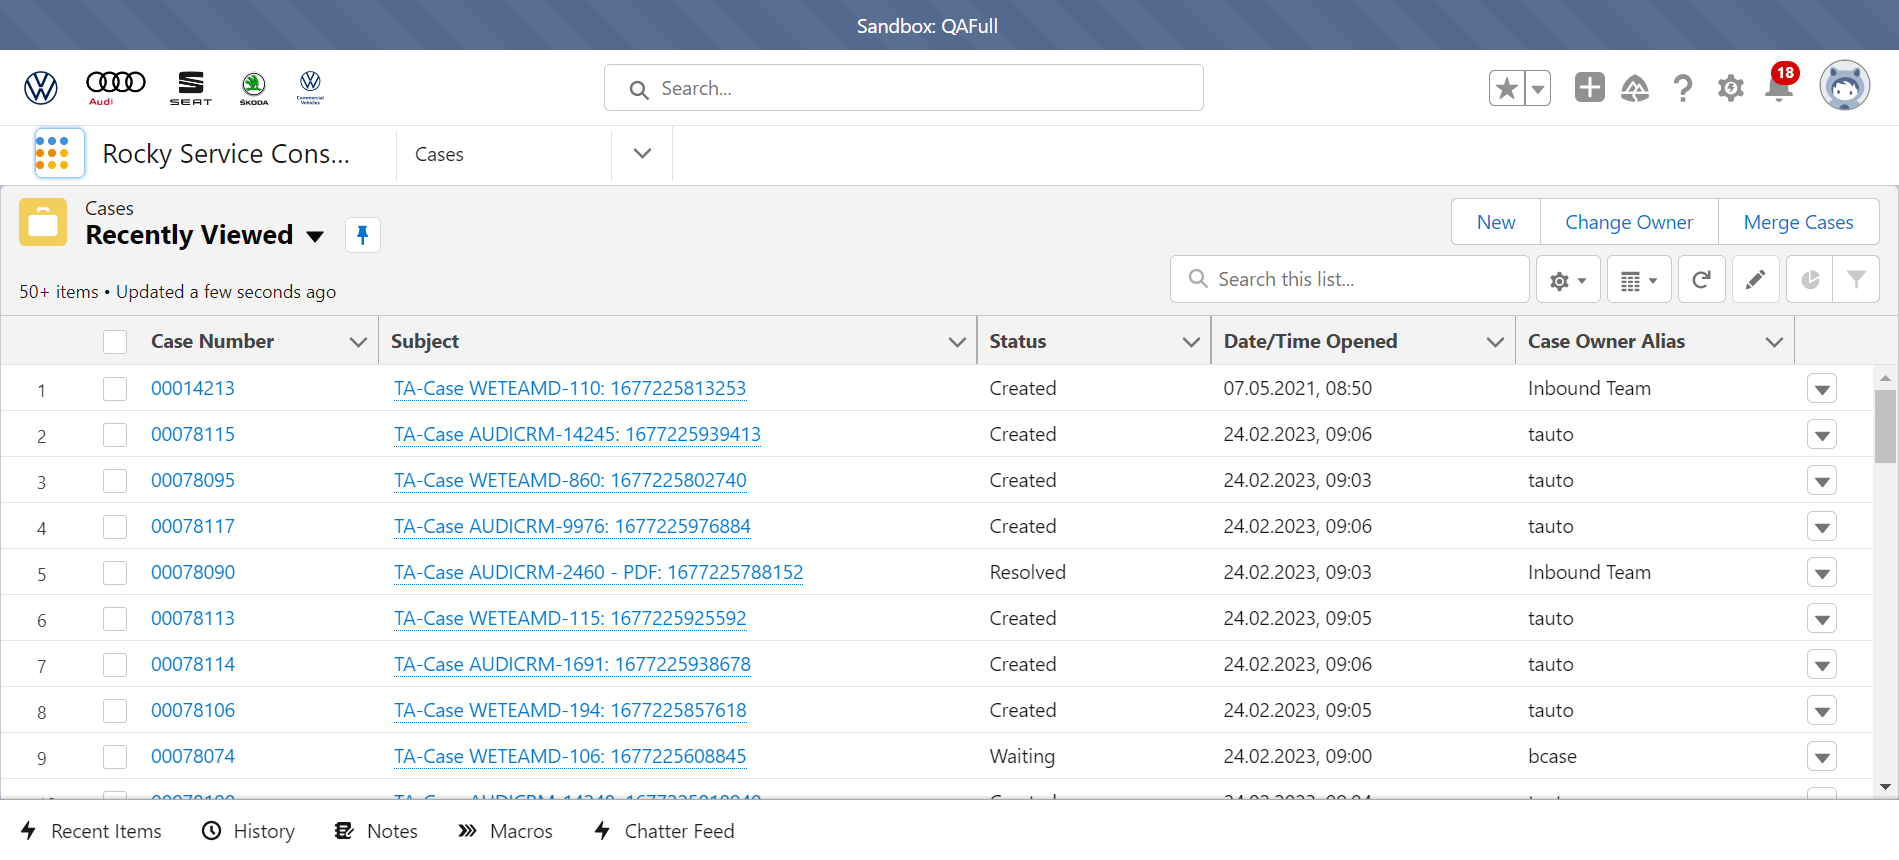 Sandbox: QAFull
Audi
SEAT
ŠKODA
Commercial Vehicles
Search...
18
Rocky Service Cons...
Cases
Cases
Recently Viewed
New
Change Owner
Merge Cases
50+ items • Updated a few seconds ago
Search this list...
Case Number
Subject
Status
Date/Time Opened
Case Owner Alias
1 00014213 TA-Case WETEAMD-110: 1677225813253 Created 07.05.2021, 08:50 Inbound Team
2 00078115 TA-Case AUDICRM-14245: 1677225939413 Created 24.02.2023, 09:06 tauto
3 00078095 TA-Case WETEAMD-860: 1677225802740 Created 24.02.2023, 09:03 tauto
4 00078117 TA-Case AUDICRM-9976: 1677225976884 Created 24.02.2023, 09:06 tauto
5 00078090 TA-Case AUDICRM-2460 - PDF: 1677225788152 Resolved 24.02.2023, 09:03 Inbound Team
6 00078113 TA-Case WETEAMD-115: 1677225925592 Created 24.02.2023, 09:05 tauto
7 00078114 TA-Case AUDICRM-1691: 1677225938678 Created 24.02.2023, 09:06 tauto
8 00078106 TA-Case WETEAMD-194: 1677225857618 Created 24.02.2023, 09:05 tauto
9 00078074 TA-Case WETEAMD-106: 1677225608845 Waiting 24.02.2023, 09:00 bcase
Recent Items
History
Notes
Macros
Chatter Feed